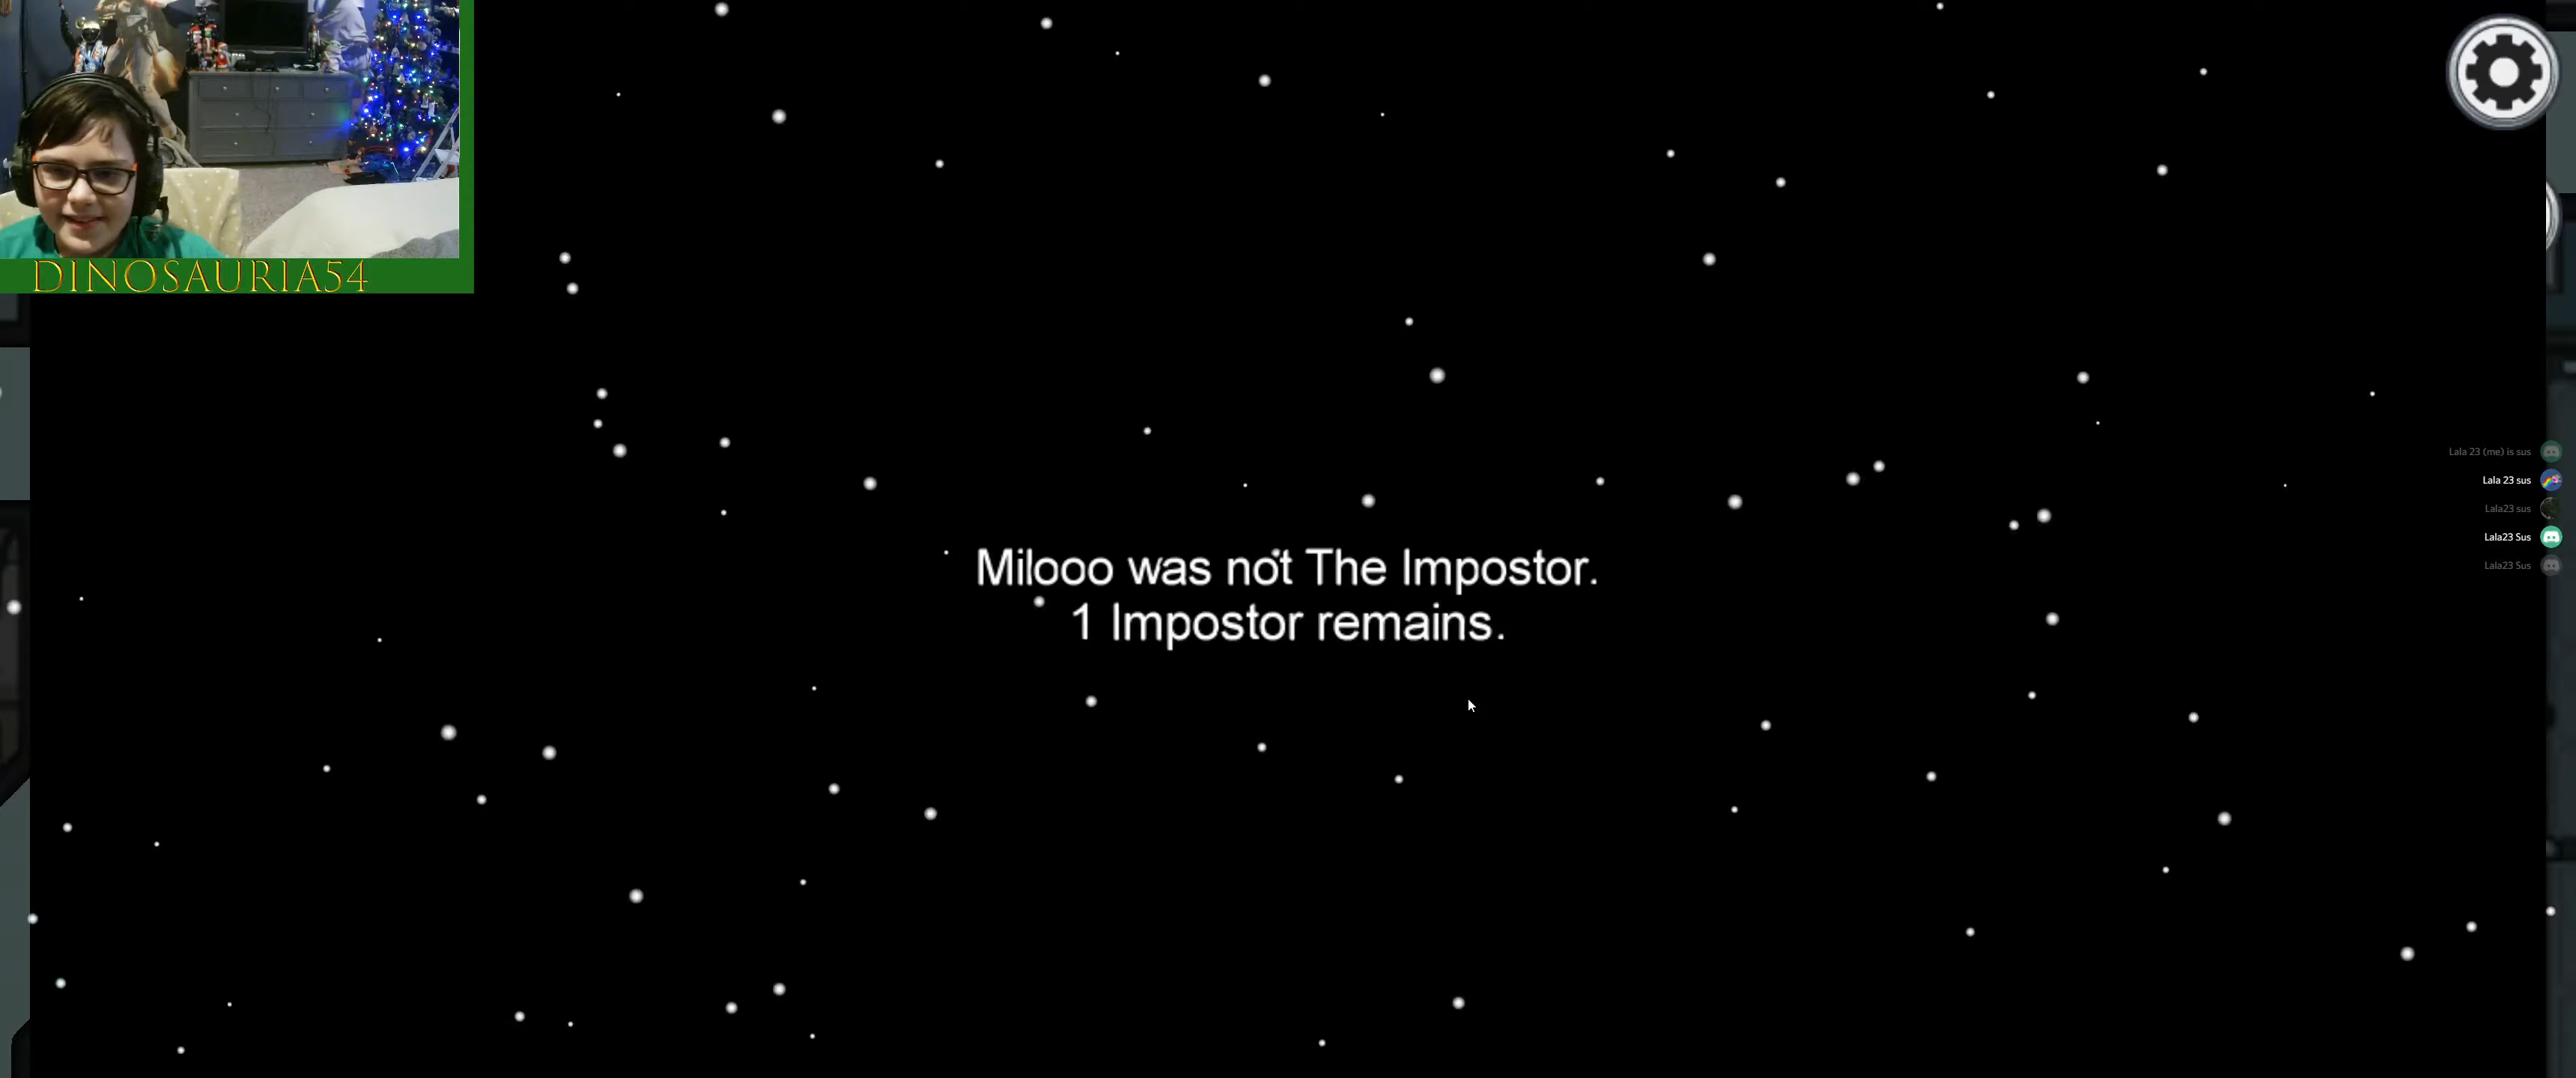 DINOSAURIA54
Lala 23 (me) is sus
Lala 23 sus
Lala23 sus
Lala23 Sus
Lala23 Sus
Milooo was not The Impostor.
1 Impostor remains.